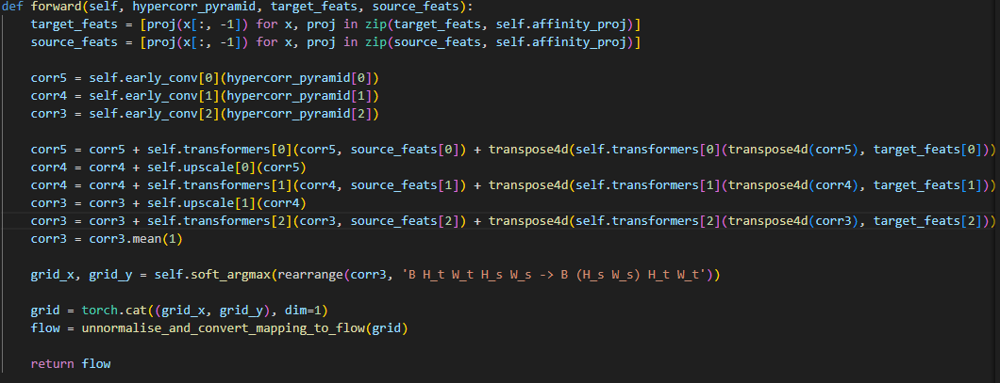 def forward(self, hypercorr_pyramid, target_feats, source_feats):
    target_feats = [proj(x[:, -1]) for x, proj in zip(target_feats, self.affinity_proj)]
    source_feats = [proj(x[:, -1]) for x, proj in zip(source_feats, self.affinity_proj)]

    corr5 = self.early_conv[0](hypercorr_pyramid[0])
    corr4 = self.early_conv[1](hypercorr_pyramid[1])
    corr3 = self.early_conv[2](hypercorr_pyramid[2])

    corr5 = corr5 + self.transformers[0](corr5, source_feats[0]) + transpose4d(self.transformers[0](transpose4d(corr5), target_feats[0]))
    corr4 = corr4 + self.upscale[0](corr5)
    corr4 = corr4 + self.transformers[1](corr4, source_feats[1]) + transpose4d(self.transformers[1](transpose4d(corr4), target_feats[1]))
    corr3 = corr3 + self.upscale[1](corr4)
    corr3 = corr3 + self.transformers[2](corr3, source_feats[2]) + transpose4d(self.transformers[2](transpose4d(corr3), target_feats[2]))
    corr3 = corr3.mean(1)

    grid_x, grid_y = self.soft_argmax(rearrange(corr3, 'B H_t W_t H_s W_s -> B (H_s W_s) H_t W_t'))

    grid = torch.cat((grid_x, grid_y), dim=1)
    flow = unnormalise_and_convert_mapping_to_flow(grid)

    return flow